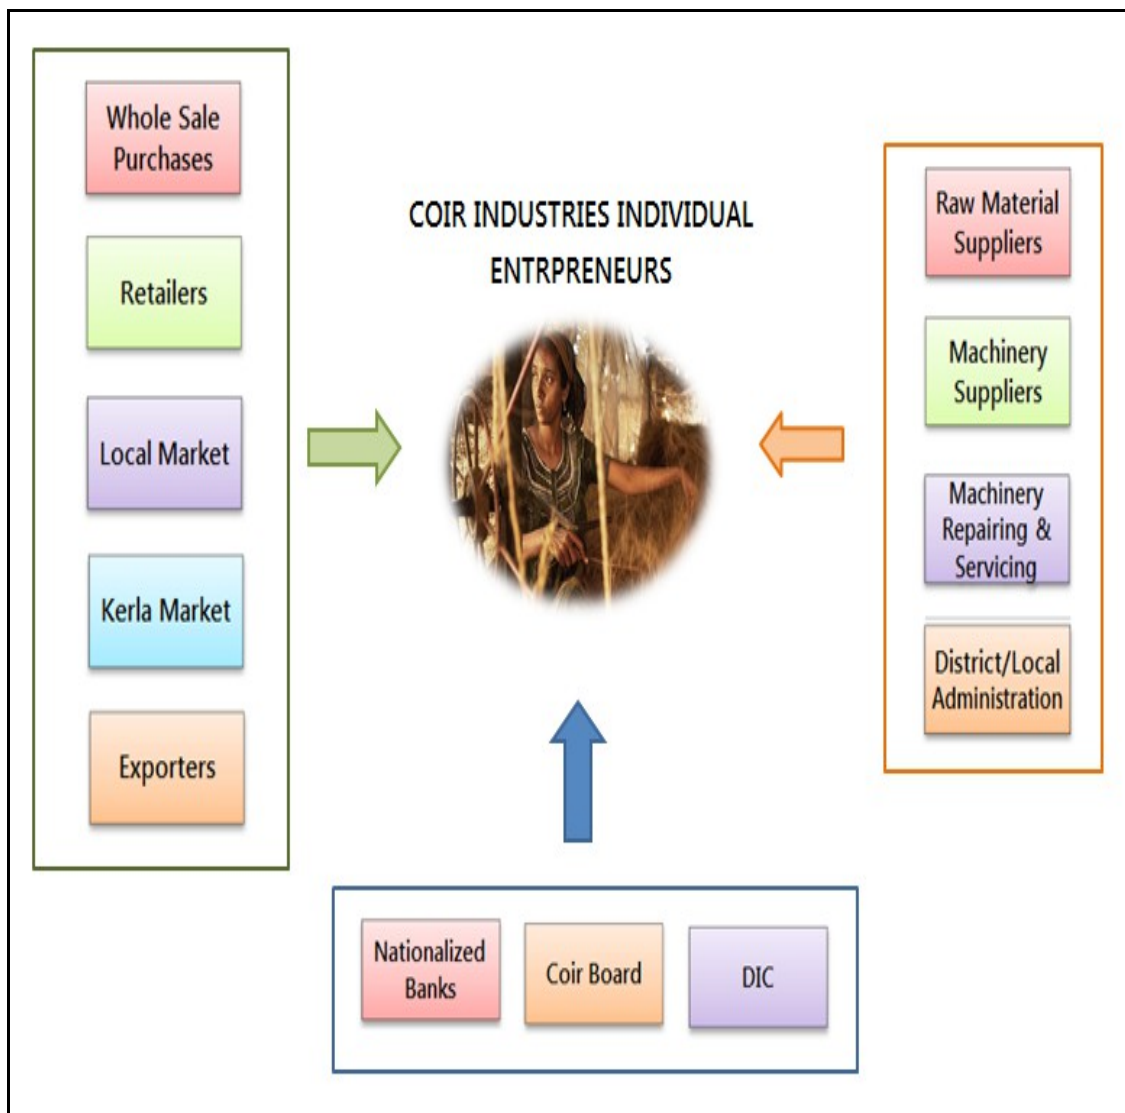 Whole Sale
Purchases
Retailers
Local Market
Kerla Market
Exporters
COIR INDUSTRIES INDIVIDUAL
ENTRPRENEURS
Raw Material
Suppliers
Machinery
Suppliers
Machinery
Repairing &
Servicing
District/Local
Administration
Nationalized
Banks
Coir Board
DIC